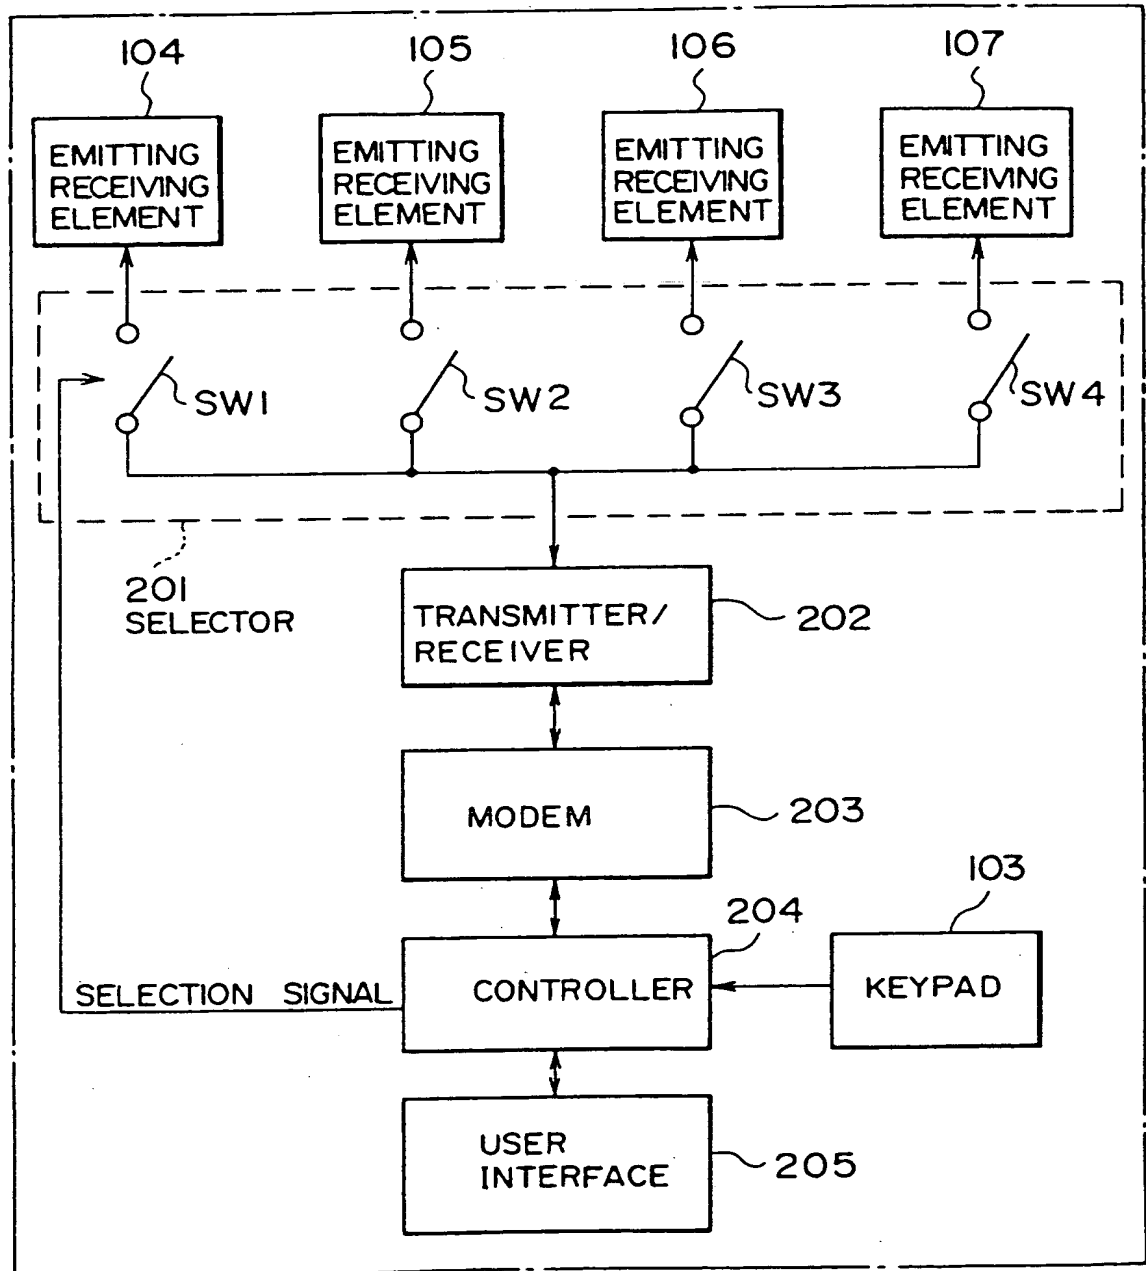 104
105
106
107
EMITTING
RECEIVING
ELEMENT
EMITTING
RECEIVING
ELEMENT
EMITTING
RECEIVING
ELEMENT
EMITTING
RECEIVING
ELEMENT
SW1
SW2
SW3
SW4
201
SELECTOR
TRANSMITTER/
RECEIVER
202
MODEM
203
103
204
SELECTION SIGNAL
CONTROLLER
KEYPAD
USER
INTERFACE
205